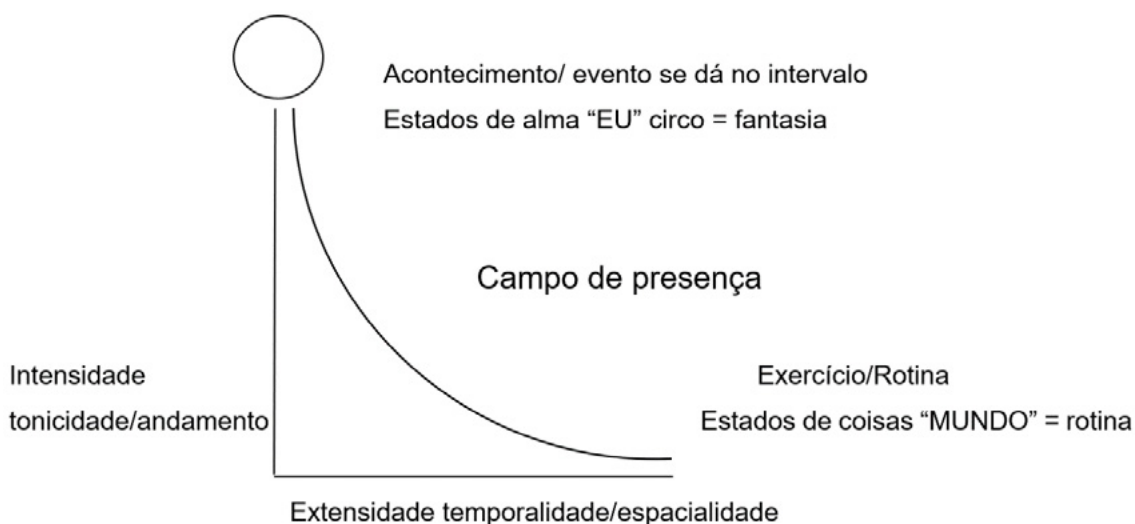 Acontecimento/ evento se dá no intervalo
Estados de alma “EU” circo = fantasia
Campo de presença
Intensidade
tonicidade/andamento
Exercício/Rotina
Estados de coisas “MUNDO” = rotina
Extensidade temporalidade/espacialidade